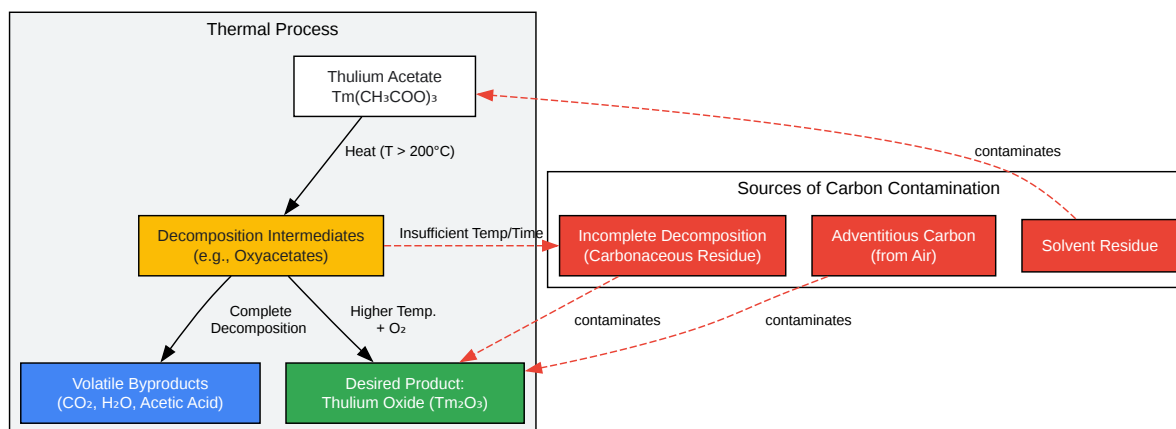 Thermal Process
Thulium Acetate
Tm(CH₃COO)₃
Heat (T > 200°C)
contaminates
Sources of Carbon Contamination
Decomposition Intermediates
(e.g., Oxyacetates)
Insufficient Temp/Time
Incomplete Decomposition
(Carbonaceous Residue)
Adventitious Carbon
(from Air)
Solvent Residue
Complete
Decomposition
Higher Temp.
+ O₂
contaminates
contaminates
Volatile Byproducts
(CO₂, H₂O, Acetic Acid)
Desired Product:
Thulium Oxide (Tm₂O₃)